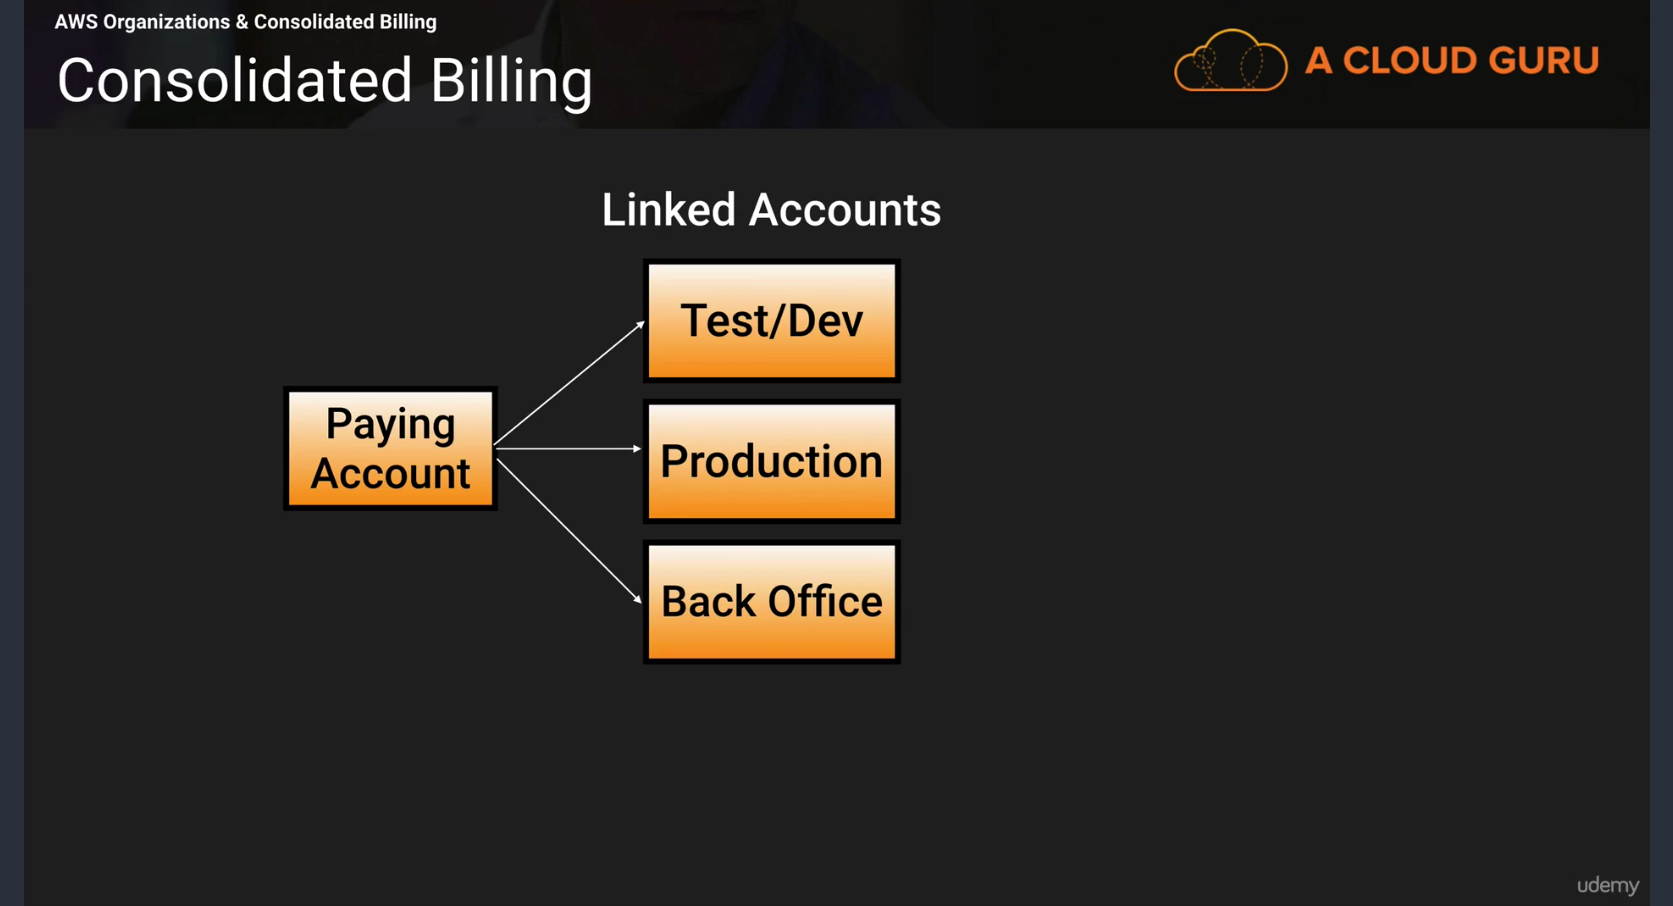 AWS Organizations & Consolidated Billing
Consolidated Billing
A CLOUD GURU
Linked Accounts
Test/Dev
Paying
Account
Production
Back Office
udemy